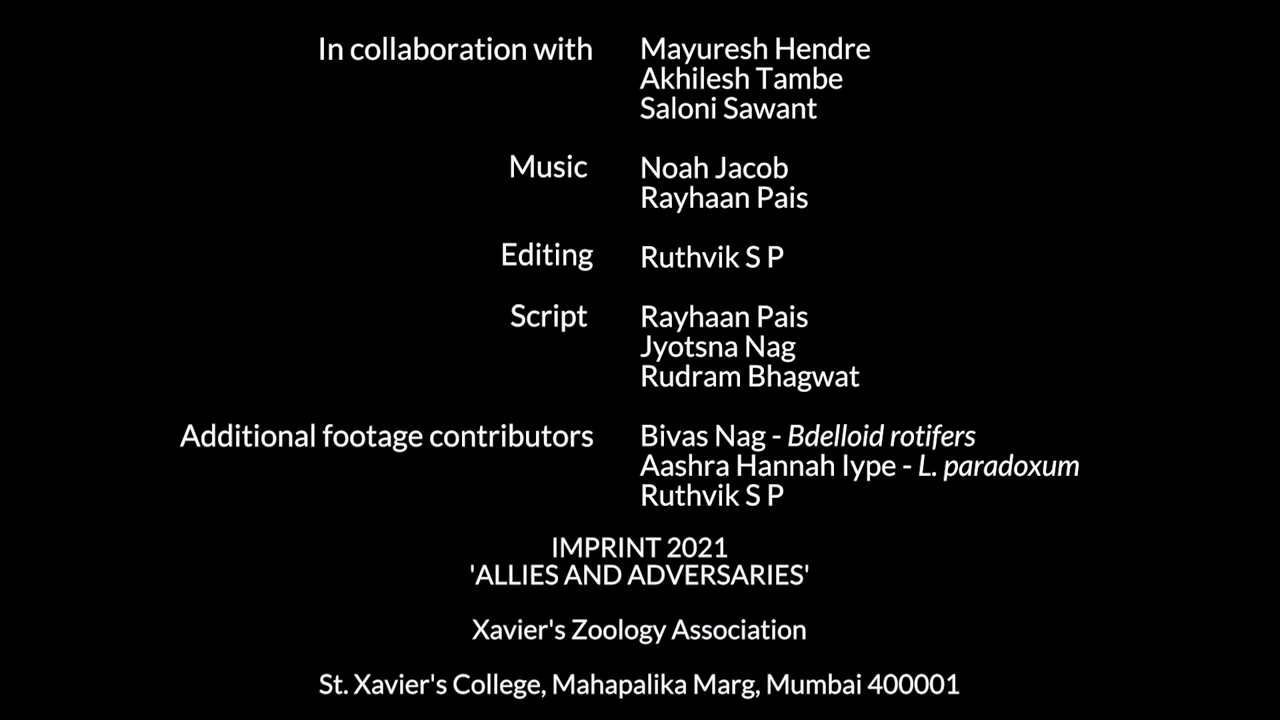 In collaboration with Mayuresh Hendre
Akhilesh Tambe
Saloni Sawant
Music Noah Jacob
Rayhaan Pais
Editing Ruthvik S P
Script Rayhaan Pais
Jyotsna Nag
Rudram Bhagwat
Additional footage contributors Bivas Nag - Bdelloid rotifers
Aashra Hannah Iype - L. paradoxum
Ruthvik S P
IMPRINT 2021
'ALLIES AND ADVERSARIES'
Xavier's Zoology Association
St. Xavier's College, Mahapalika Marg, Mumbai 400001